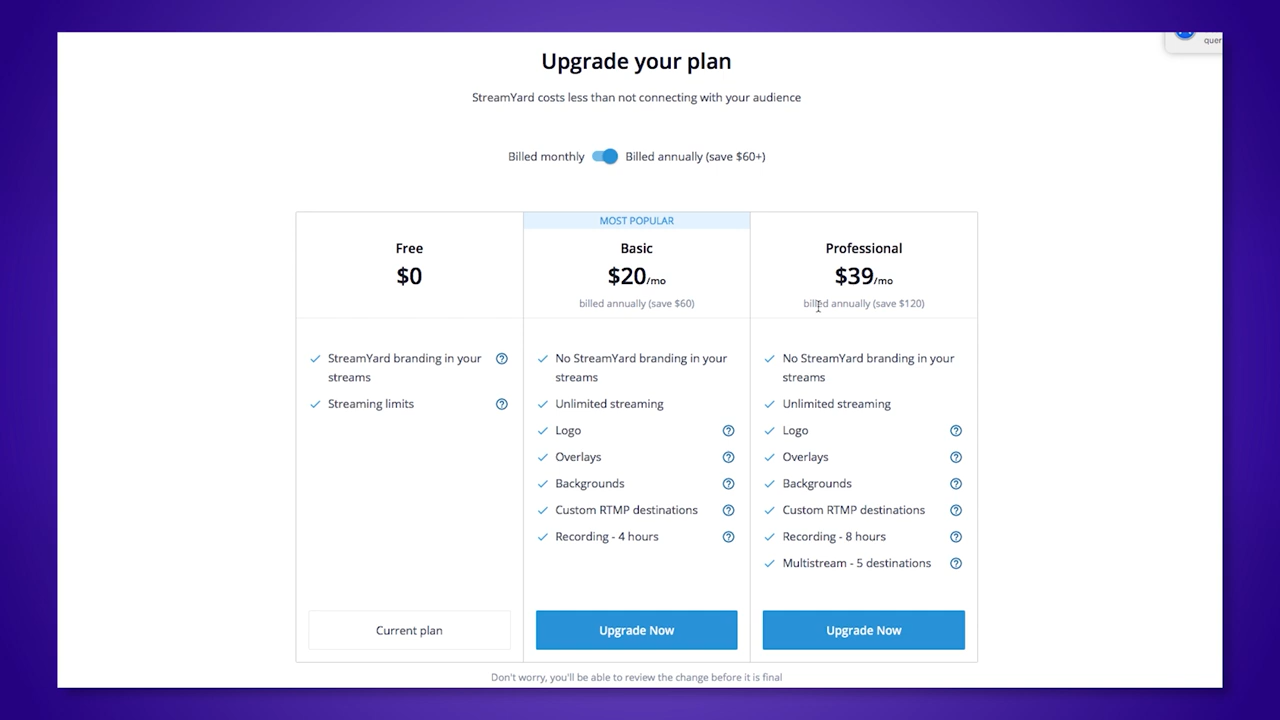 quer
Upgrade your plan
StreamYard costs less than not connecting with your audience
Billed monthly Billed annually (save $60+)
MOST POPULAR
Free
$0
Basic
$20/mo
billed annually (save $60)
Professional
$39/mo
billed annually (save $120)
StreamYard branding in your
streams
Streaming limits
No StreamYard branding in your
streams
Unlimited streaming
Logo
Overlays
Backgrounds
Custom RTMP destinations
Recording - 4 hours
No StreamYard branding in your
streams
Unlimited streaming
Logo
Overlays
Backgrounds
Custom RTMP destinations
Recording - 8 hours
Multistream - 5 destinations
Current plan
Upgrade Now
Upgrade Now
Don't worry, you'll be able to review the change before it is final